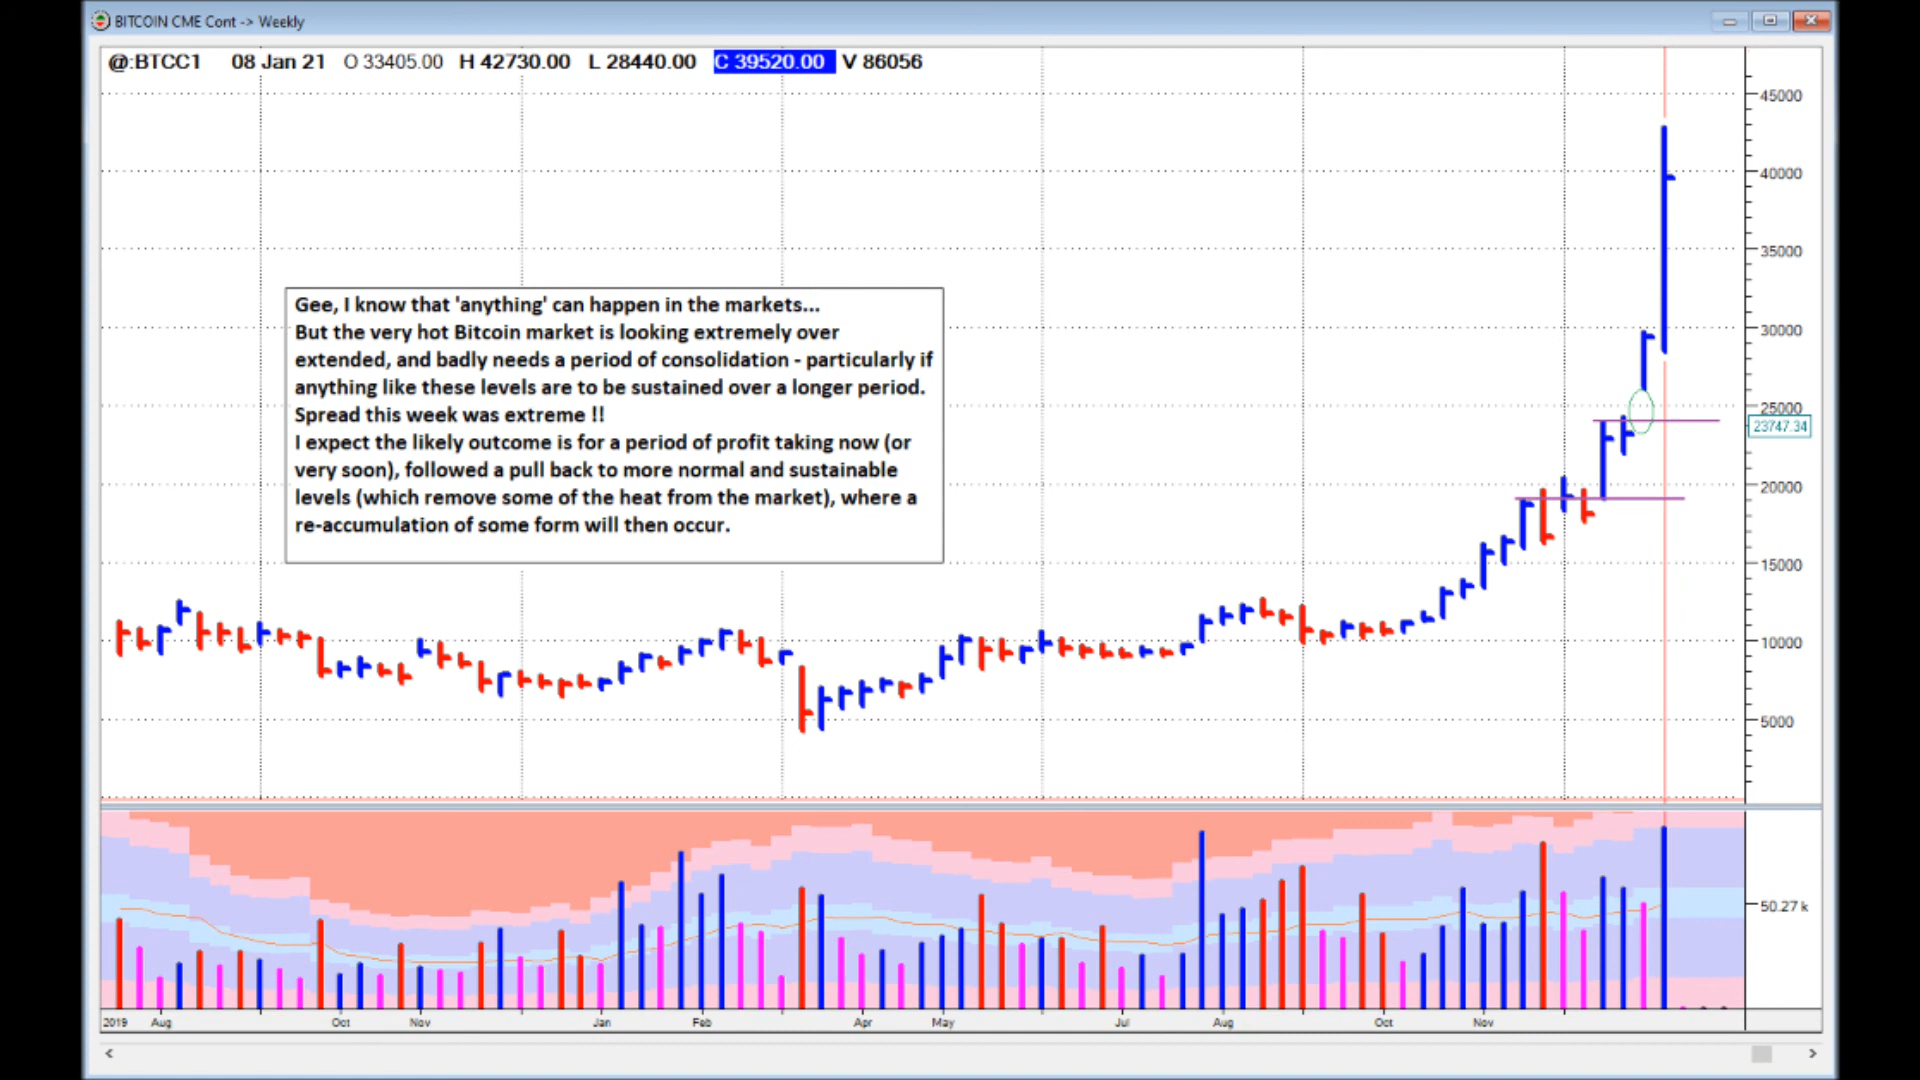 BITCOIN CME Cont -> Weekly
@:BTCC1 08 Jan 21 O 33405.00 H 42730.00 L 28440.00 C 39520.00 V 86056
45000
40000
35000
30000
25000
23747.34
20000
15000
10000
5000
Gee, I know that 'anything' can happen in the markets...
But the very hot Bitcoin market is looking extremely over
extended, and badly needs a period of consolidation - particularly if
anything like these levels are to be sustained over a longer period.
Spread this week was extreme !!
I expect the likely outcome is for a period of profit taking now (or
very soon), followed a pull back to more normal and sustainable
levels (which remove some of the heat from the market), where a
re-accumulation of some form will then occur.
50.27 k
2019 Aug Oct Nov Jan Feb Apr May Jul Aug Oct Nov